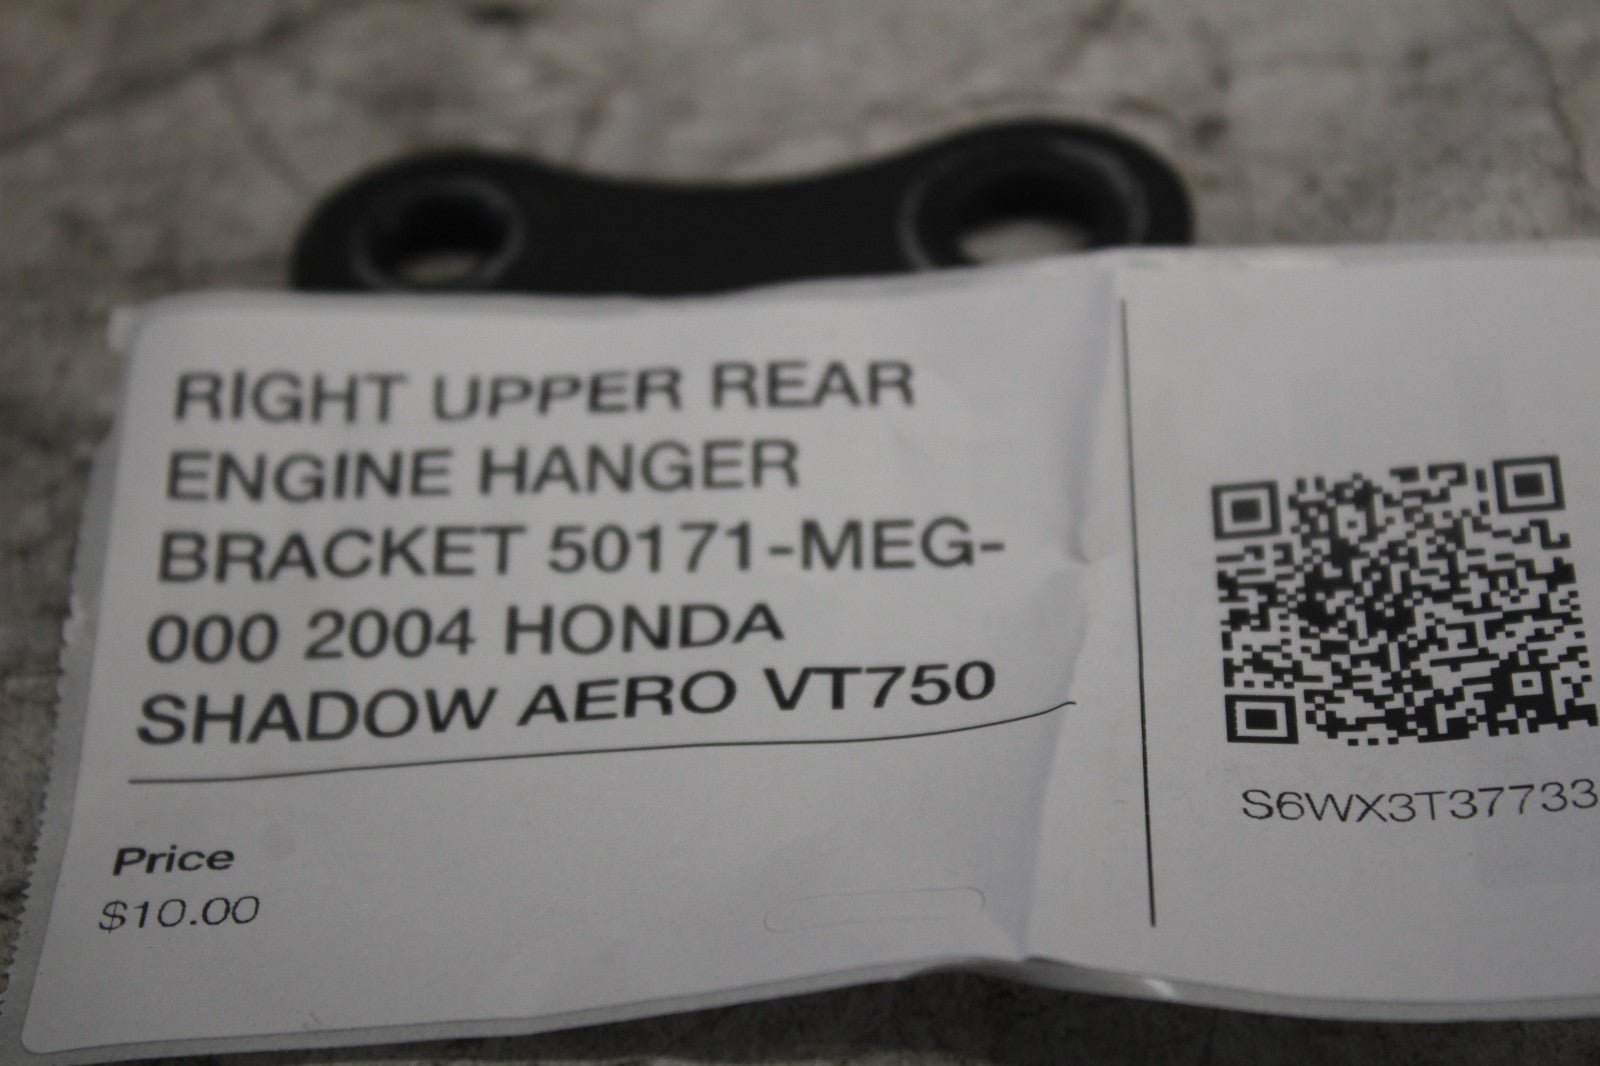 RIGHT UPPER REAR
ENGINE HANGER
BRACKET 50171-MEG-
000 2004 HONDA
SHADOW AERO VT750
Price
$10.00
S6WX3T37733